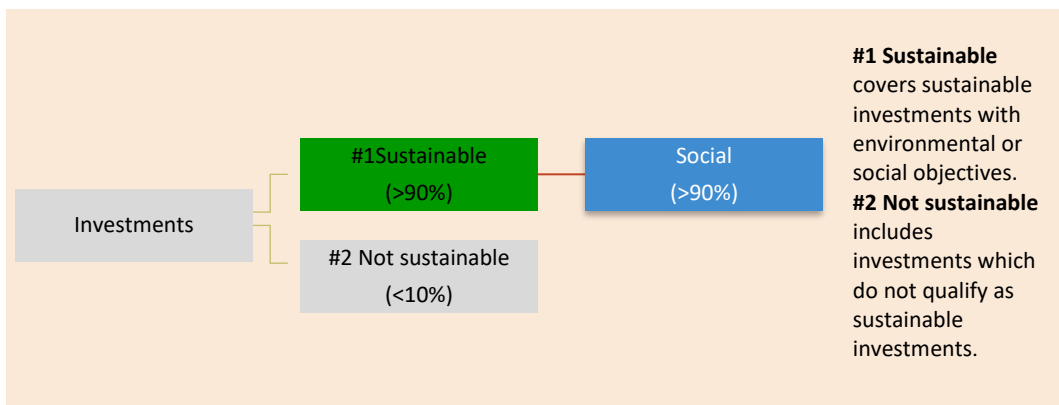 Investments
#1Sustainable
(>90%)
Social
(>90%)
#2 Not sustainable
(<10%)
#1 Sustainable
covers sustainable
investments with
environmental or
social objectives.
#2 Not sustainable
includes
investments which
do not qualify as
sustainable
investments.